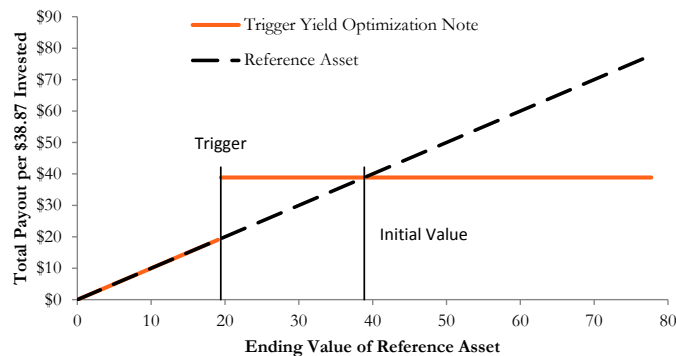 $90
$80
$70
$60
$50
$40
$30
$20
$10
$0
Total Payout per $38.87 Invested
Trigger Yield Optimization Note
Reference Asset
Trigger
Initial Value
0 10 20 30 40 50 60 70 80
Ending Value of Reference Asset